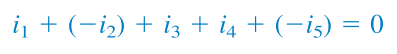 i₁ + (−i₂) + i₃ + i₄ + (−i₅) = 0